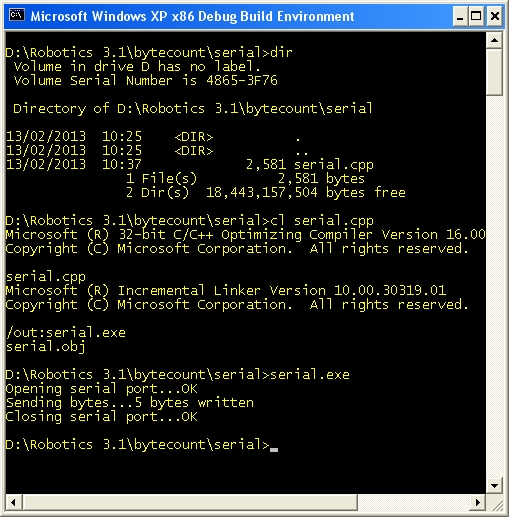 Microsoft Windows XP x86 Debug Build Environment
D:\Robotics 3.1\bytecount\serial>dir
 Volume in drive D has no label.
 Volume Serial Number is 4865-3F76
 Directory of D:\Robotics 3.1\bytecount\serial
13/02/2013  10:25    <DIR>          .
13/02/2013  10:25    <DIR>          ..
13/02/2013  10:37             2,581 serial.cpp
               1 File(s)          2,581 bytes
               2 Dir(s)  18,443,157,504 bytes free
D:\Robotics 3.1\bytecount\serial>cl serial.cpp
Microsoft (R) 32-bit C/C++ Optimizing Compiler Version 16.00
Copyright (C) Microsoft Corporation.  All rights reserved.
serial.cpp
Microsoft (R) Incremental Linker Version 10.00.30319.01
Copyright (C) Microsoft Corporation.  All rights reserved.
/out:serial.exe
serial.obj
D:\Robotics 3.1\bytecount\serial>serial.exe
Opening serial port...OK
Sending bytes...5 bytes written
Closing serial port...OK
D:\Robotics 3.1\bytecount\serial>_